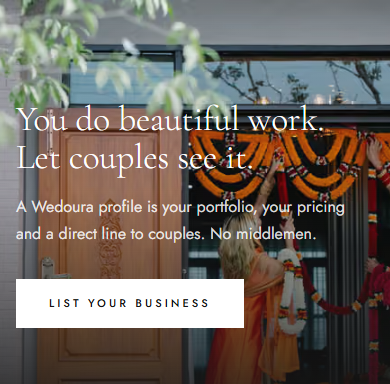 You do beautiful work.
Let couples see it.
A Wedoura profile is your portfolio, your pricing
and a direct line to couples. No middlemen.
LIST YOUR BUSINESS